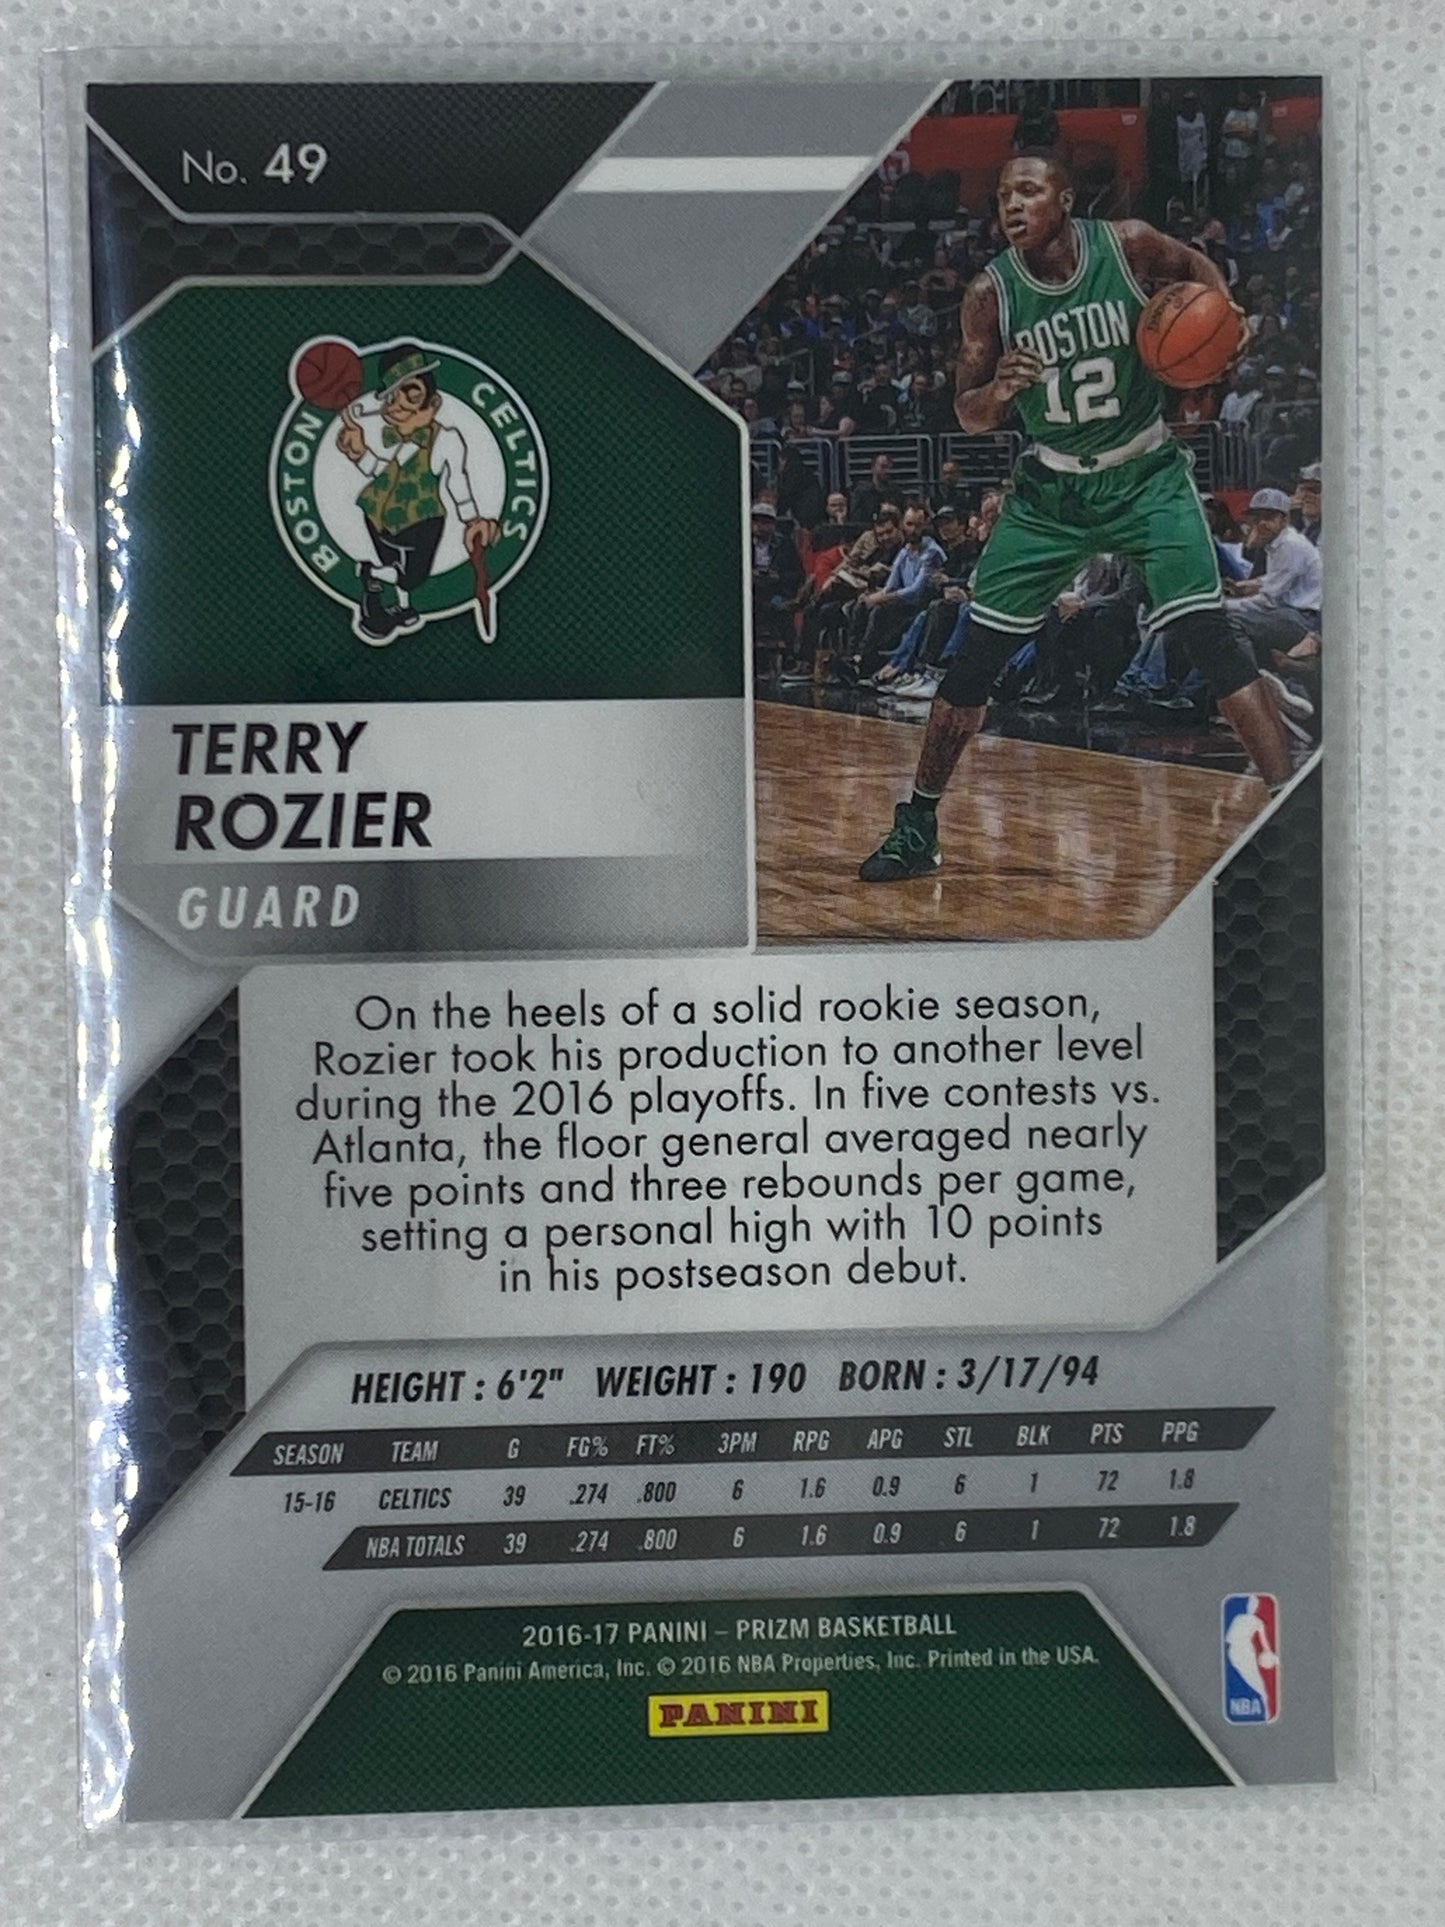 No. 49
BOSTON CELTICS
BOSTON
12
TERRY
ROZIER
GUARD
On the heels of a solid rookie season,
Rozier took his production to another level
during the 2016 playoffs. In five contests vs.
Atlanta, the floor general averaged nearly
five points and three rebounds per game,
setting a personal high with 10 points
in his postseason debut.
HEIGHT : 6'2" WEIGHT : 190 BORN : 3/17/94
SEASON TEAM G FG% FT% 3PM RPG APG STL BLK PTS PPG
15-16 CELTICS 39 .274 .800 6 1.6 0.9 6 1 72 1.8
NBA TOTALS 39 .274 .800 6 1.6 0.9 6 1 72 1.8
2016-17 PANINI – PRIZM BASKETBALL
© 2016 Panini America, Inc. © 2016 NBA Properties, Inc. Printed in the USA.
PANINI
NBA